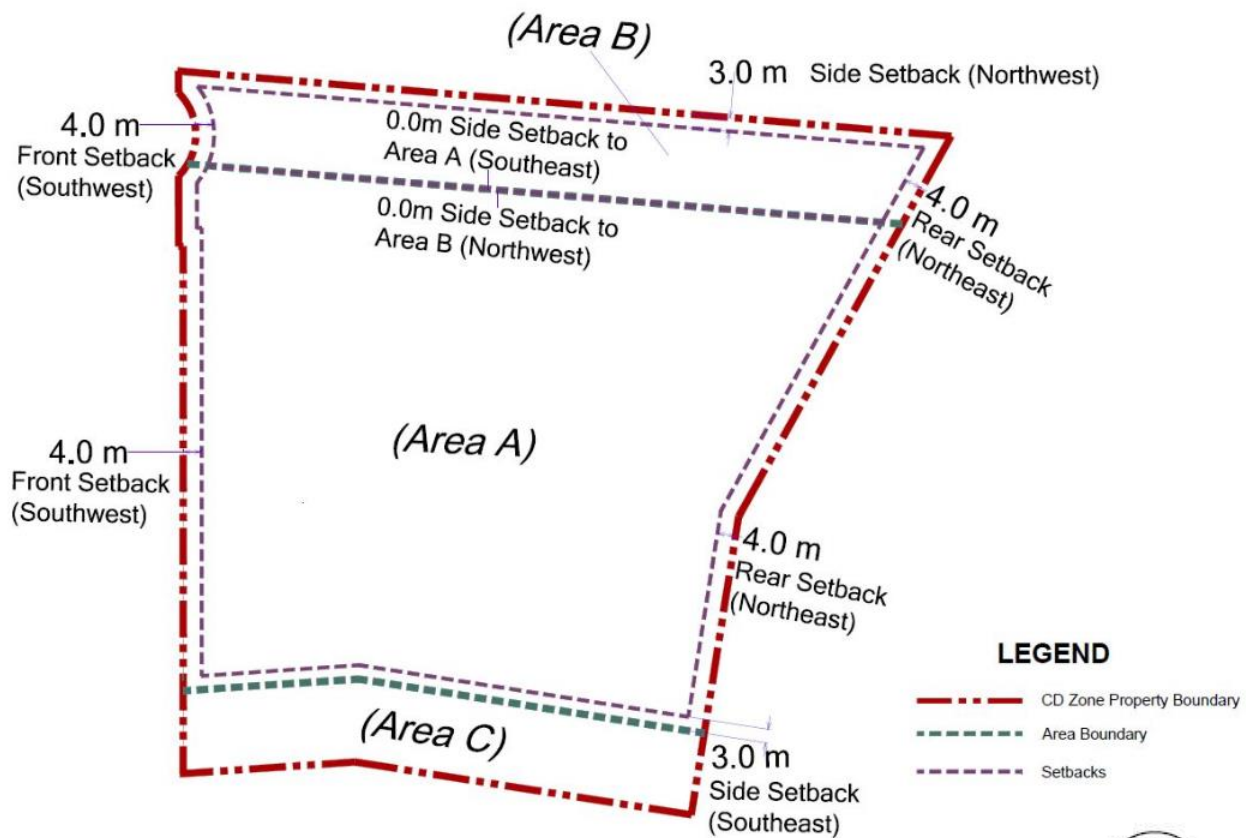 (Area B)
3.0 m Side Setback (Northwest)
4.0 m
Front Setback
(Southwest)
0.0m Side Setback to
Area A (Southeast)
0.0m Side Setback to
Area B (Northwest)
4.0 m
Rear Setback
(Northeast)
(Area A)
4.0 m
Front Setback
(Southwest)
4.0 m
Rear Setback
(Northeast)
(Area C)
3.0 m
Side Setback
(Southeast)
LEGEND
CD Zone Property Boundary
Area Boundary
Setbacks